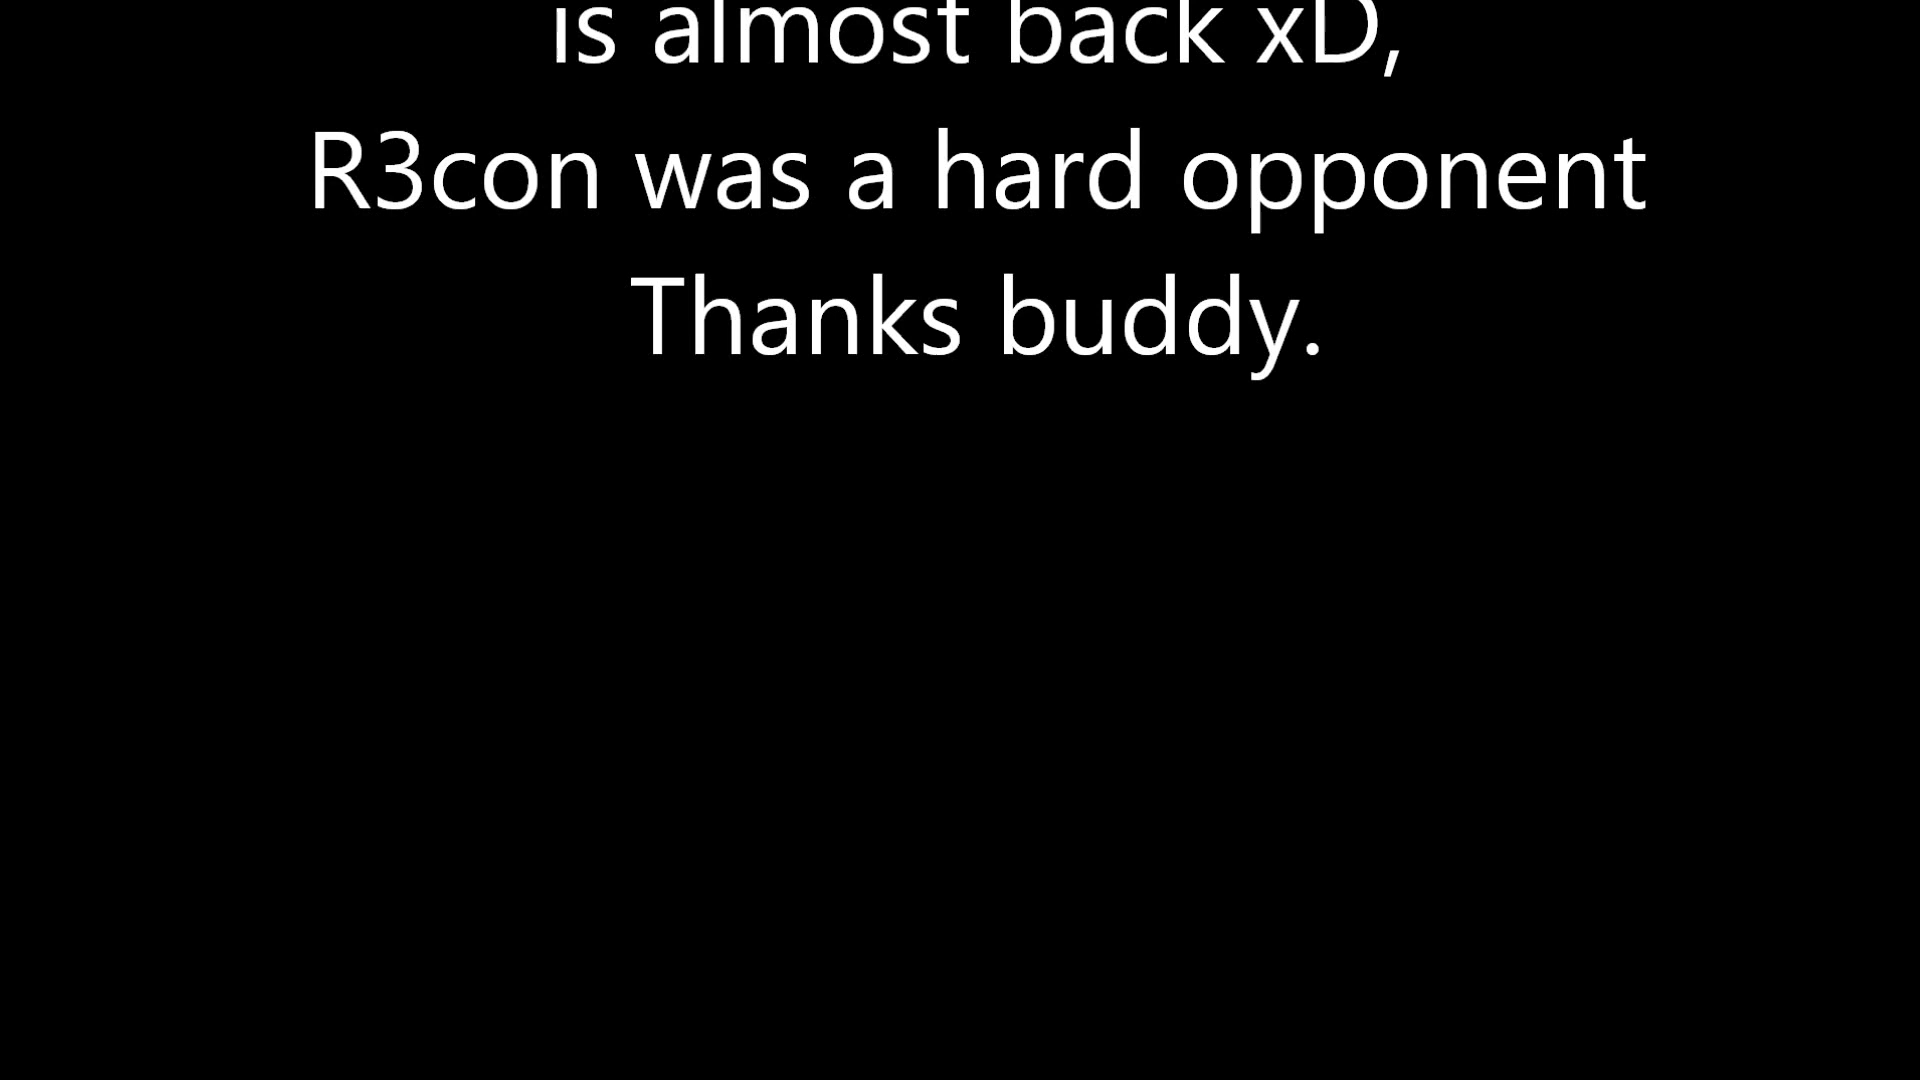 is almost back xD,
R3con was a hard opponent
Thanks buddy.